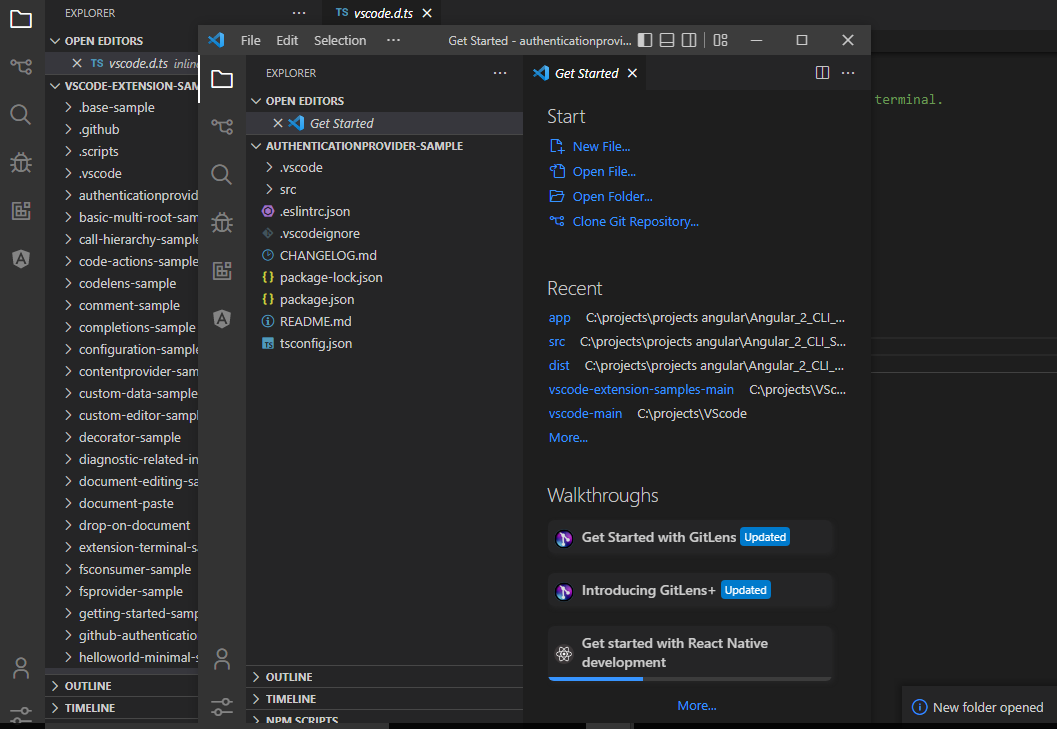 EXPLORER
···
TS vscode.d.ts
OPEN EDITORS
TS vscode.d.ts inline
VSCODE-EXTENSION-SAM
.base-sample
.github
.scripts
.vscode
authenticationprovid
basic-multi-root-sam
call-hierarchy-sample
code-actions-sample
codelens-sample
comment-sample
completions-sample
configuration-sample
contentprovider-sam
custom-data-sample
custom-editor-sampl
decorator-sample
diagnostic-related-in
document-editing-sa
document-paste
drop-on-document
extension-terminal-sa
fsconsumer-sample
fsprovider-sample
getting-started-samp
github-authenticatio
helloworld-minimal-s
OUTLINE
TIMELINE
File Edit Selection ··· Get Started - authenticationprovi...
EXPLORER ···
OPEN EDITORS
Get Started
AUTHENTICATIONPROVIDER-SAMPLE
.vscode
src
.eslintrc.json
.vscodeignore
CHANGELOG.md
{} package-lock.json
{} package.json
README.md
TS tsconfig.json
OUTLINE
TIMELINE
NPM SCRIPTS
Get Started
···
Start
New File...
Open File...
Open Folder...
Clone Git Repository...
Recent
app C:\projects\projects angular\Angular_2_CLI_...
src C:\projects\projects angular\Angular_2_CLI_S...
dist C:\projects\projects angular\Angular_2_CLI_...
vscode-extension-samples-main C:\projects\VSc...
vscode-main C:\projects\VScode
More...
Walkthroughs
Get Started with GitLens Updated
Introducing GitLens+ Updated
Get started with React Native
development
More...
terminal.
New folder opened